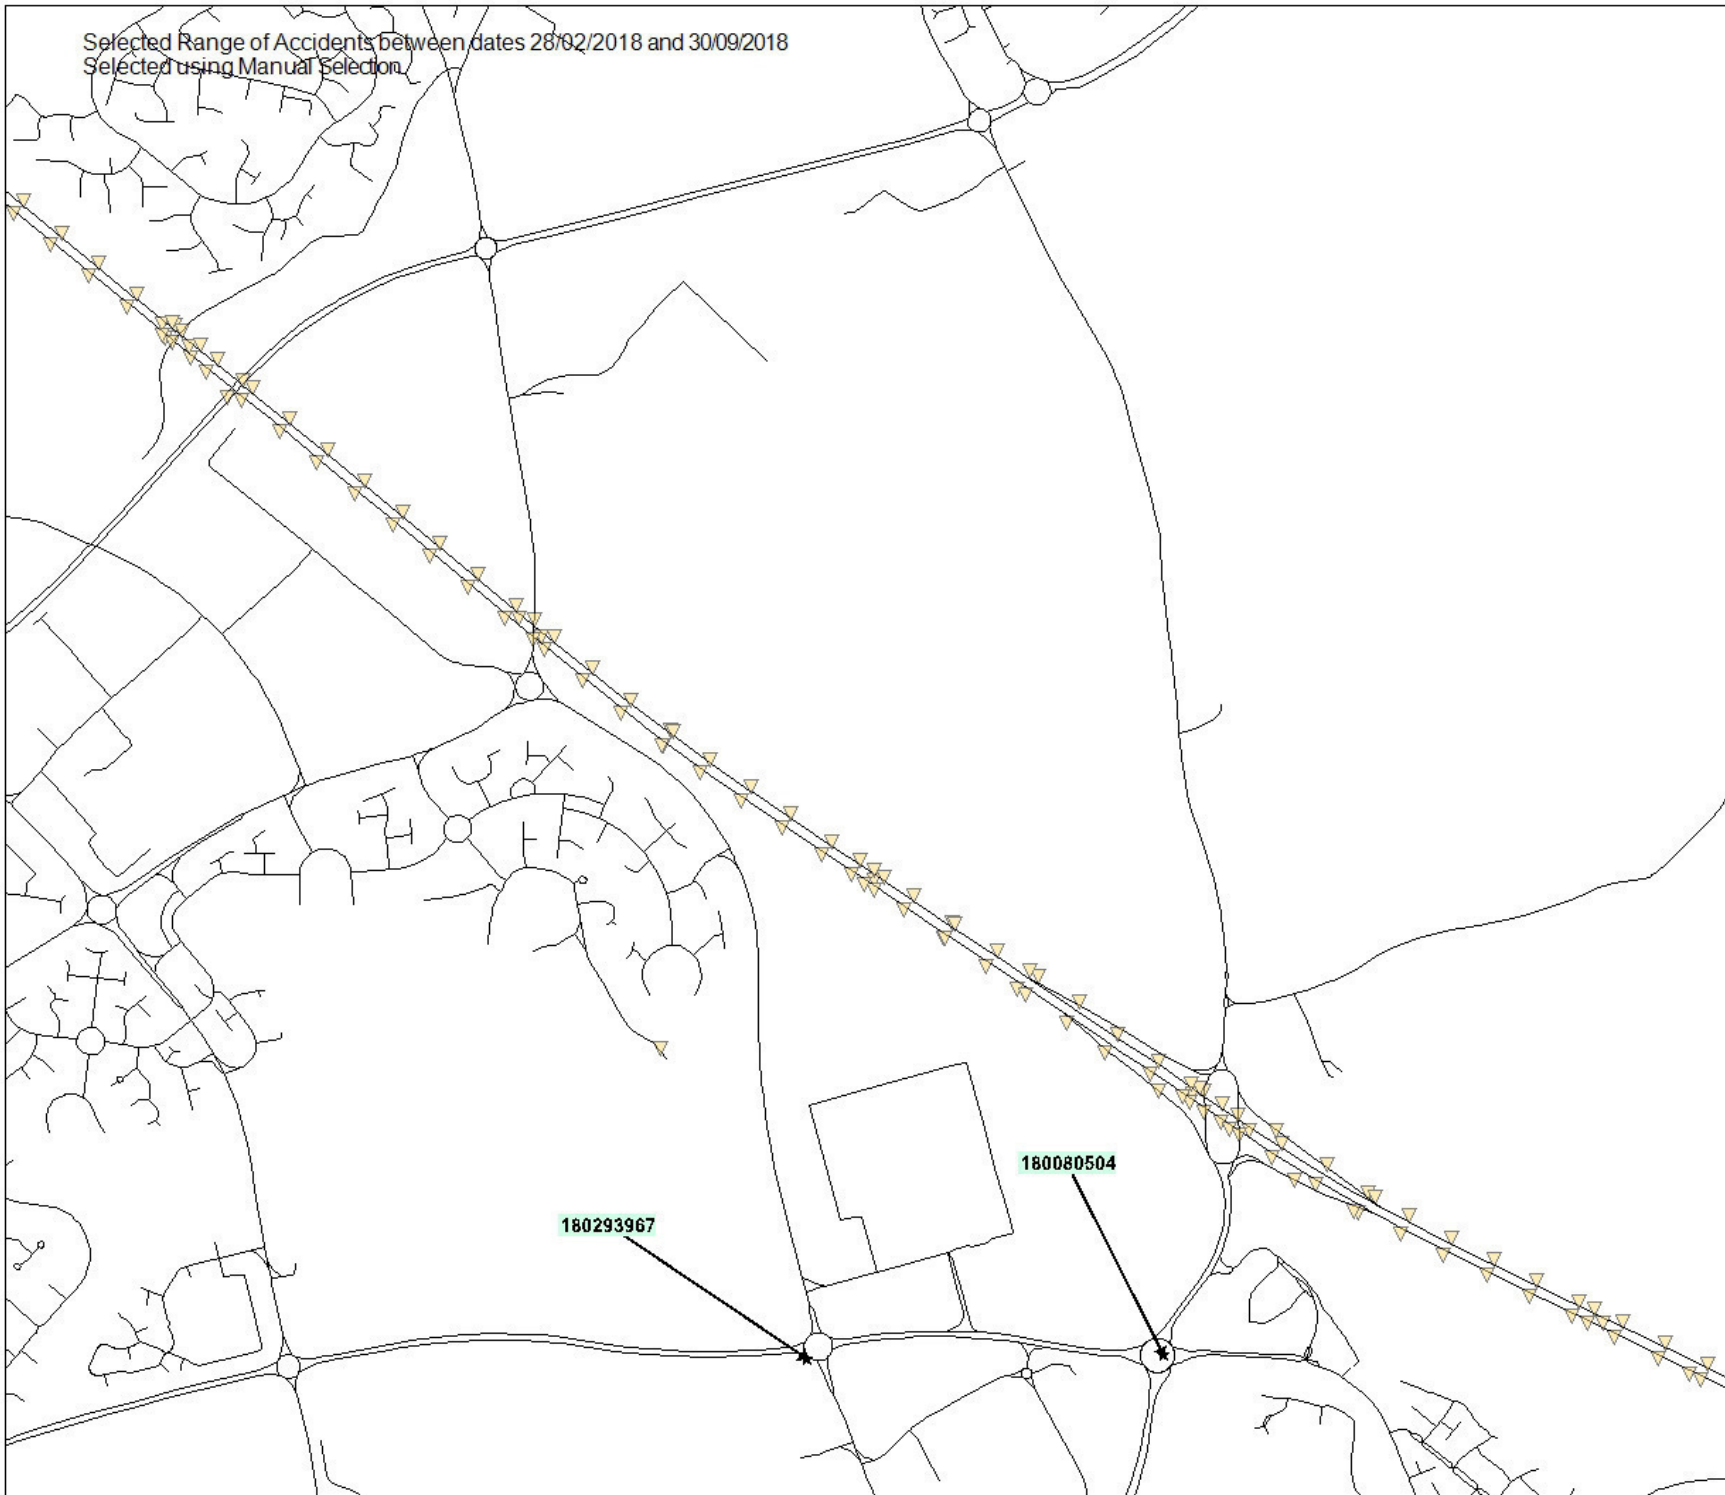 Selected Range of Accidents between dates 28/02/2018 and 30/09/2018
Selected using Manual Selection
180080504
180293967